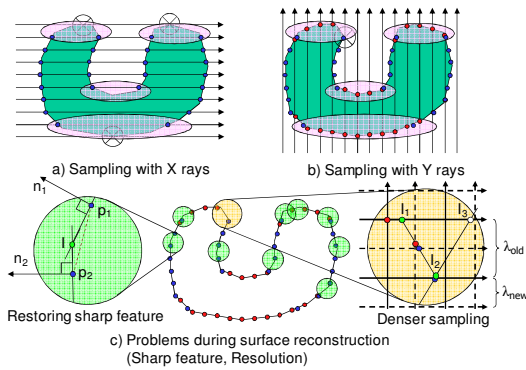 a) Sampling with X rays
b) Sampling with Y rays
n₁
p₁
I
n₂
p₂
Restoring sharp feature
I₁
I₃
I₂
λold
λnew
Denser sampling
c) Problems during surface reconstruction
(Sharp feature, Resolution)